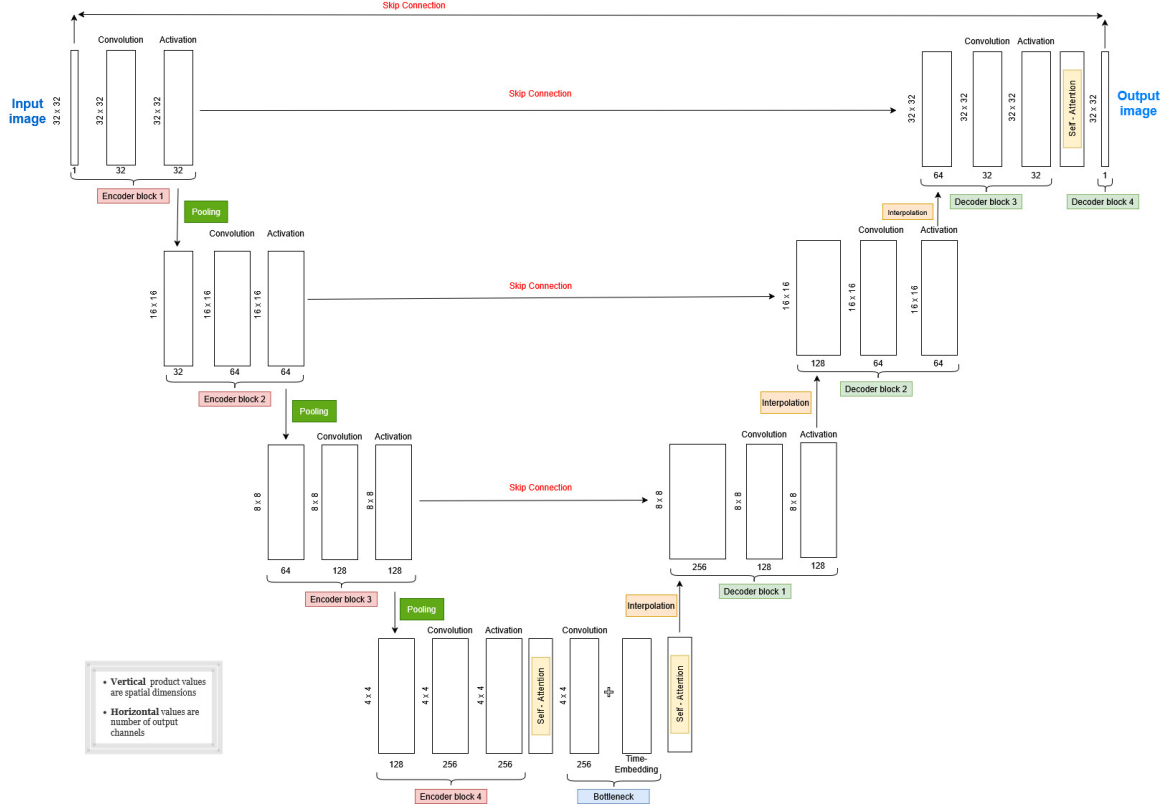 Skip Connection
Convolution
Activation
Convolution
Activation
Input
image
32 x 32
32 x 32
32 x 32
Skip Connection
32 x 32
32 x 32
32 x 32
Self - Attention
32 x 32
Output
image
1
32
32
64
32
32
1
Encoder block 1
Decoder block 3
Decoder block 4
Pooling
Interpolation
Convolution
Activation
Convolution
Activation
16 x 16
16 x 16
16 x 16
Skip Connection
16 x 16
16 x 16
16 x 16
32
64
64
128
64
64
Encoder block 2
Decoder block 2
Pooling
Interpolation
Convolution
Activation
Convolution
Activation
8 x 8
8 x 8
8 x 8
Skip Connection
8 x 8
8 x 8
8 x 8
64
128
128
256
128
128
Encoder block 3
Decoder block 1
Pooling
Interpolation
Convolution
Activation
Convolution
4 x 4
4 x 4
4 x 4
Self - Attention
4 x 4
Self - Attention
128
256
256
256
Time-
Embedding
Encoder block 4
Bottleneck
• Vertical product values
are spatial dimensions
• Horizontal values are
number of output
channels